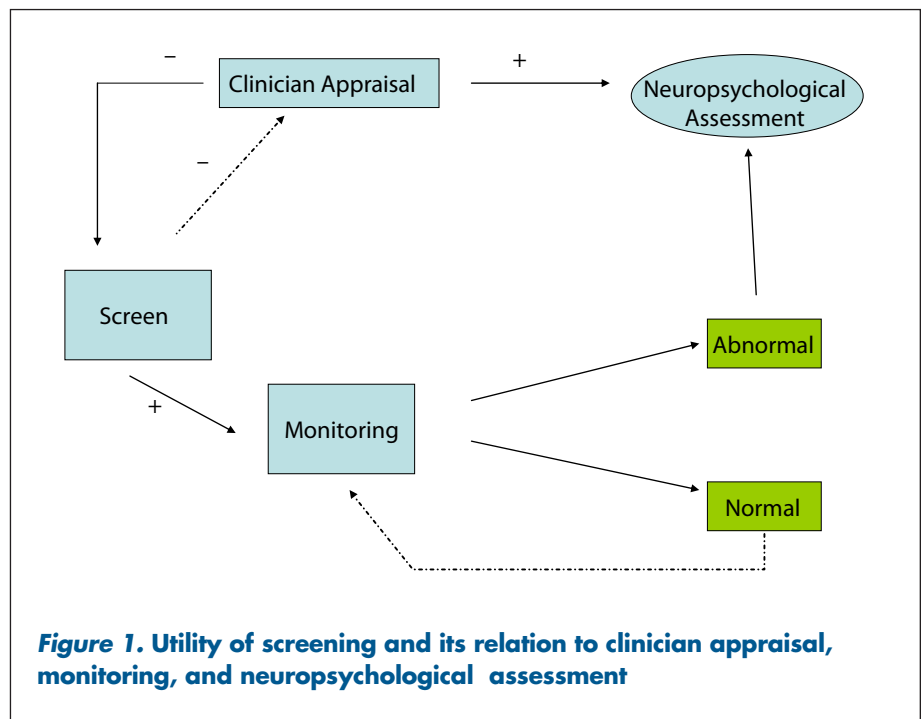 −
Clinician Appraisal
+
Neuropsychological
Assessment
−
Screen
+
Monitoring
Abnormal
Normal
Figure 1. Utility of screening and its relation to clinician appraisal,
monitoring, and neuropsychological assessment